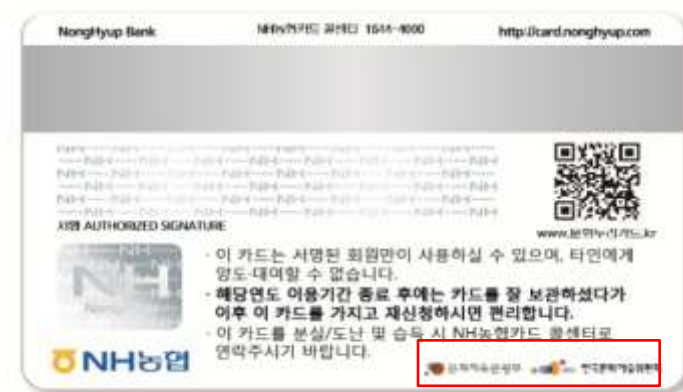 NongHyup Bank
NH농협카드 콜센터 1644-4000
http://card.nonghyup.com
서명 AUTHORIZED SIGNATURE
www.문화누리카드.kr
NH
· 이 카드는 서명된 회원만이 사용하실 수 있으며, 타인에게
양도·대여할 수 없습니다.
· 해당연도 이용기간 종료 후에는 카드를 잘 보관하셨다가
이후 이 카드를 가지고 재신청하시면 편리합니다.
· 이 카드를 분실/도난 및 습득 시 NH농협카드 콜센터로
연락주시기 바랍니다.
NH농협
문화체육관광부
한국문화예술위원회